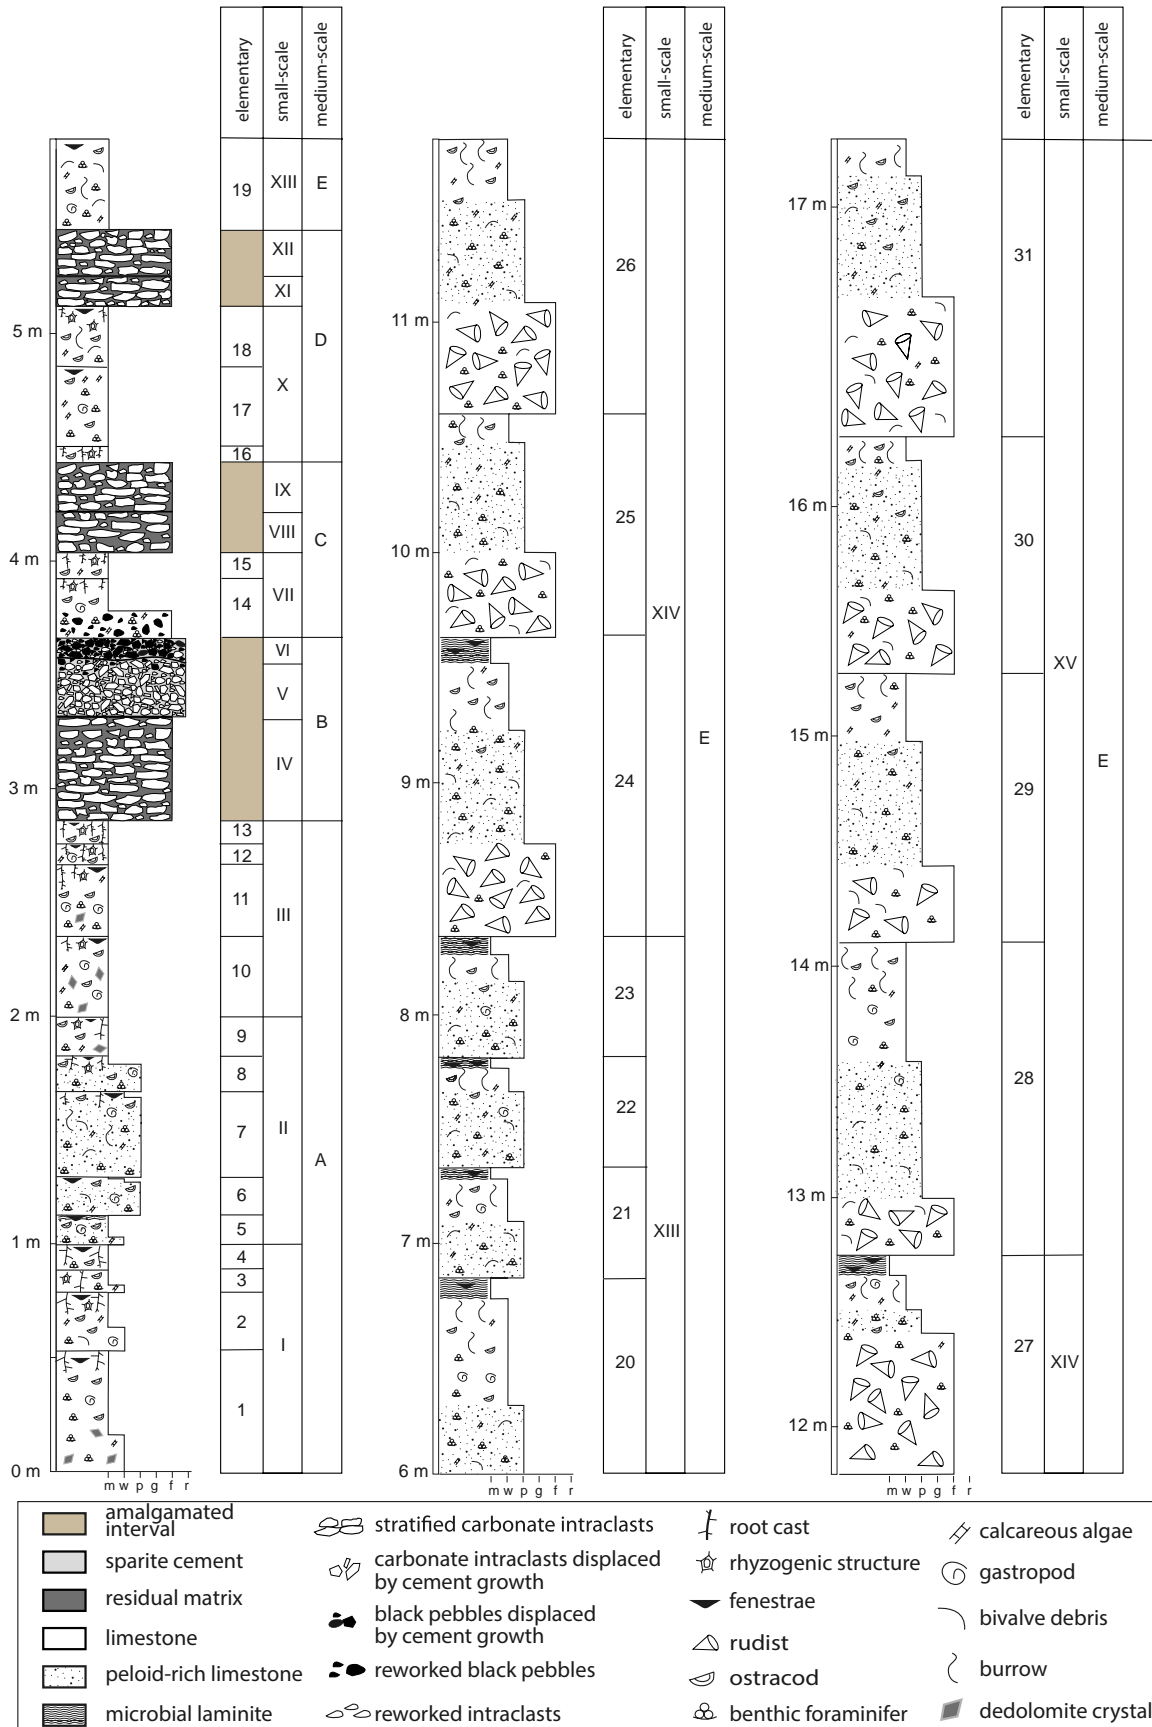 elementary
small-scale
medium-scale
19
XIII
E
XII
XI
5 m
18
D
X
17
16
IX
VIII
C
4 m
15
14
VII
VI
V
B
IV
3 m
13
12
11
III
10
2 m
9
8
7
II
A
6
5
1 m
4
3
2
I
1
0 m
m w p g f r
elementary
small-scale
medium-scale
26
11 m
25
10 m
XIV
E
24
9 m
23
8 m
22
21
XIII
7 m
20
6 m
m w p g f r
elementary
small-scale
medium-scale
17 m
31
16 m
30
XV
15 m
29
E
14 m
28
13 m
27
XIV
12 m
m w p g f r
amalgamated
interval
sparite cement
residual matrix
limestone
peloid-rich limestone
microbial laminite
stratified carbonate intraclasts
carbonate intraclasts displaced
by cement growth
black pebbles displaced
by cement growth
reworked black pebbles
reworked intraclasts
root cast
rhyzogenic structure
fenestrae
rudist
ostracod
benthic foraminifer
calcareous algae
gastropod
bivalve debris
burrow
dedolomite crystal